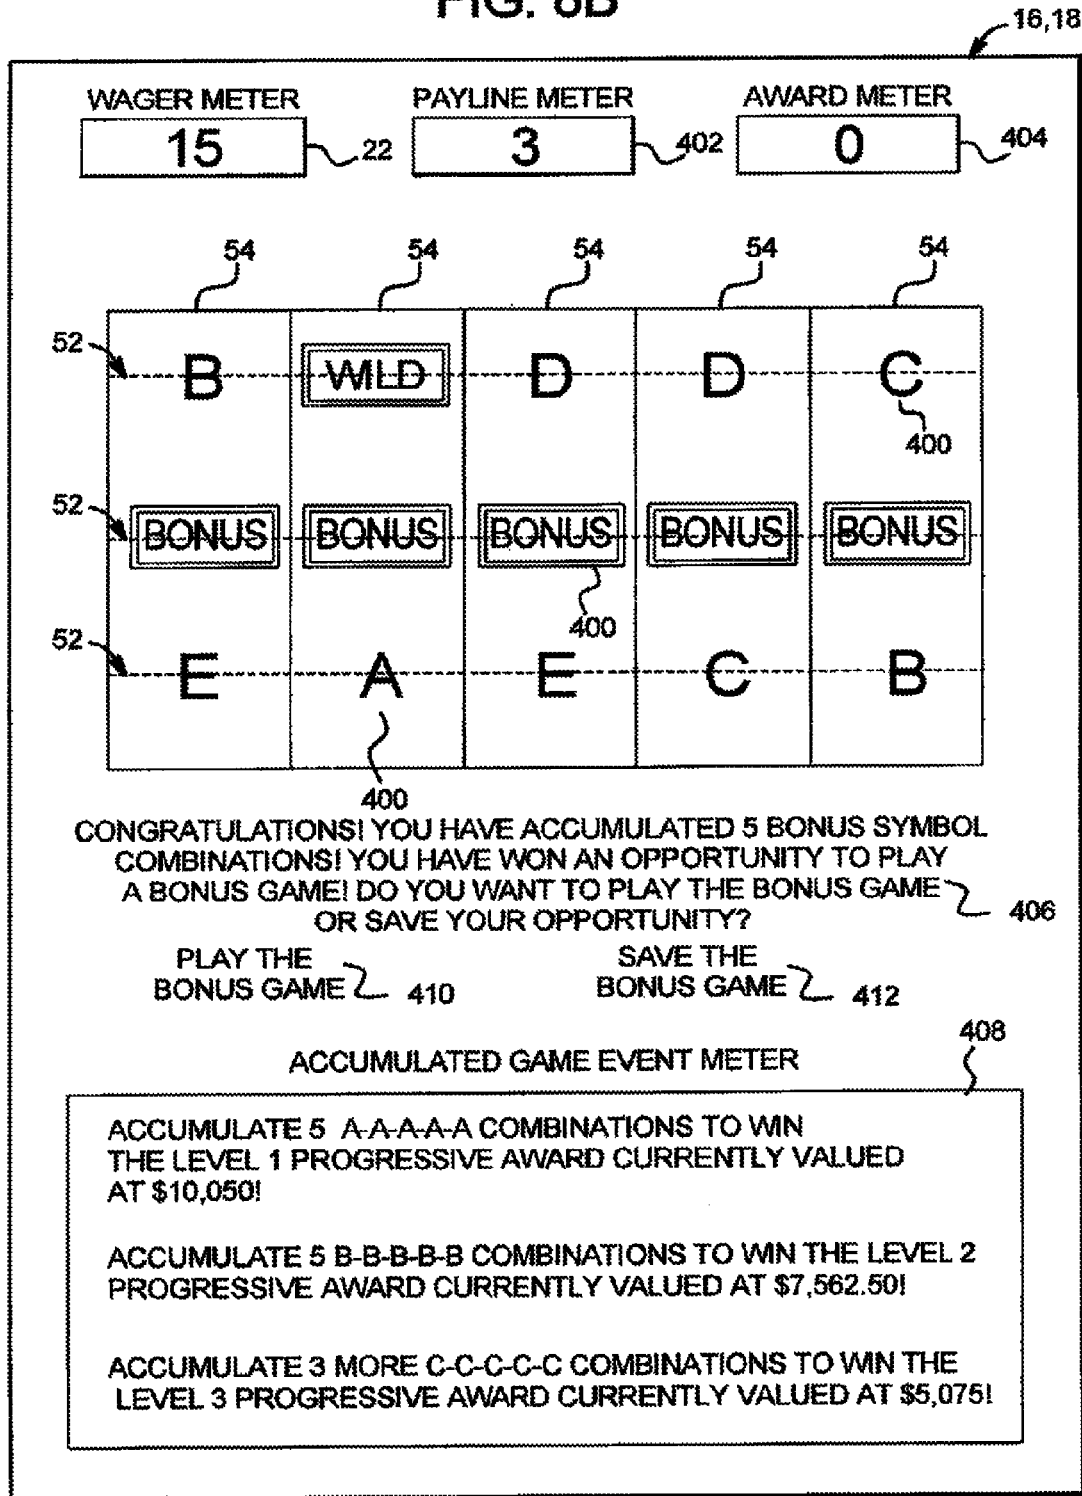 FIG. 8B
16,18
WAGER METER PAYLINE METER AWARD METER
15 22 3 402 0 404
54 54 54 54 54
52 B WILD D D C
400
52 BONUS BONUS BONUS BONUS BONUS
400
52 E A E C B
400
CONGRATULATIONS! YOU HAVE ACCUMULATED 5 BONUS SYMBOL
COMBINATIONS! YOU HAVE WON AN OPPORTUNITY TO PLAY
A BONUS GAME! DO YOU WANT TO PLAY THE BONUS GAME
406
OR SAVE YOUR OPPORTUNITY?
PLAY THE SAVE THE
BONUS GAME 410 BONUS GAME 412
408
ACCUMULATED GAME EVENT METER
ACCUMULATE 5 A-A-A-A-A COMBINATIONS TO WIN
THE LEVEL 1 PROGRESSIVE AWARD CURRENTLY VALUED
AT $10,050!
ACCUMULATE 5 B-B-B-B-B COMBINATIONS TO WIN THE LEVEL 2
PROGRESSIVE AWARD CURRENTLY VALUED AT $7,562.50!
ACCUMULATE 3 MORE C-C-C-C-C COMBINATIONS TO WIN THE
LEVEL 3 PROGRESSIVE AWARD CURRENTLY VALUED AT $5,075!